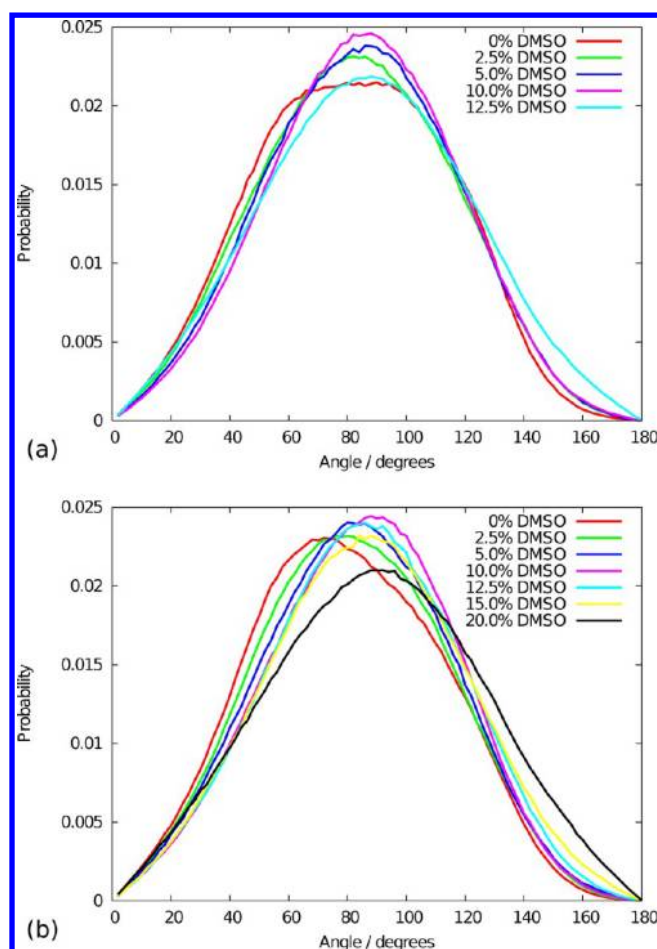 0.025
0.02
0.015
0.01
0.005
0
0 20 40 60 80 100 120 140 160 180
Probability
Angle / degrees
0% DMSO
2.5% DMSO
5.0% DMSO
10.0% DMSO
12.5% DMSO
(a)
0.025
0.02
0.015
0.01
0.005
0
0 20 40 60 80 100 120 140 160 180
Probability
Angle / degrees
0% DMSO
2.5% DMSO
5.0% DMSO
10.0% DMSO
12.5% DMSO
15.0% DMSO
20.0% DMSO
(b)